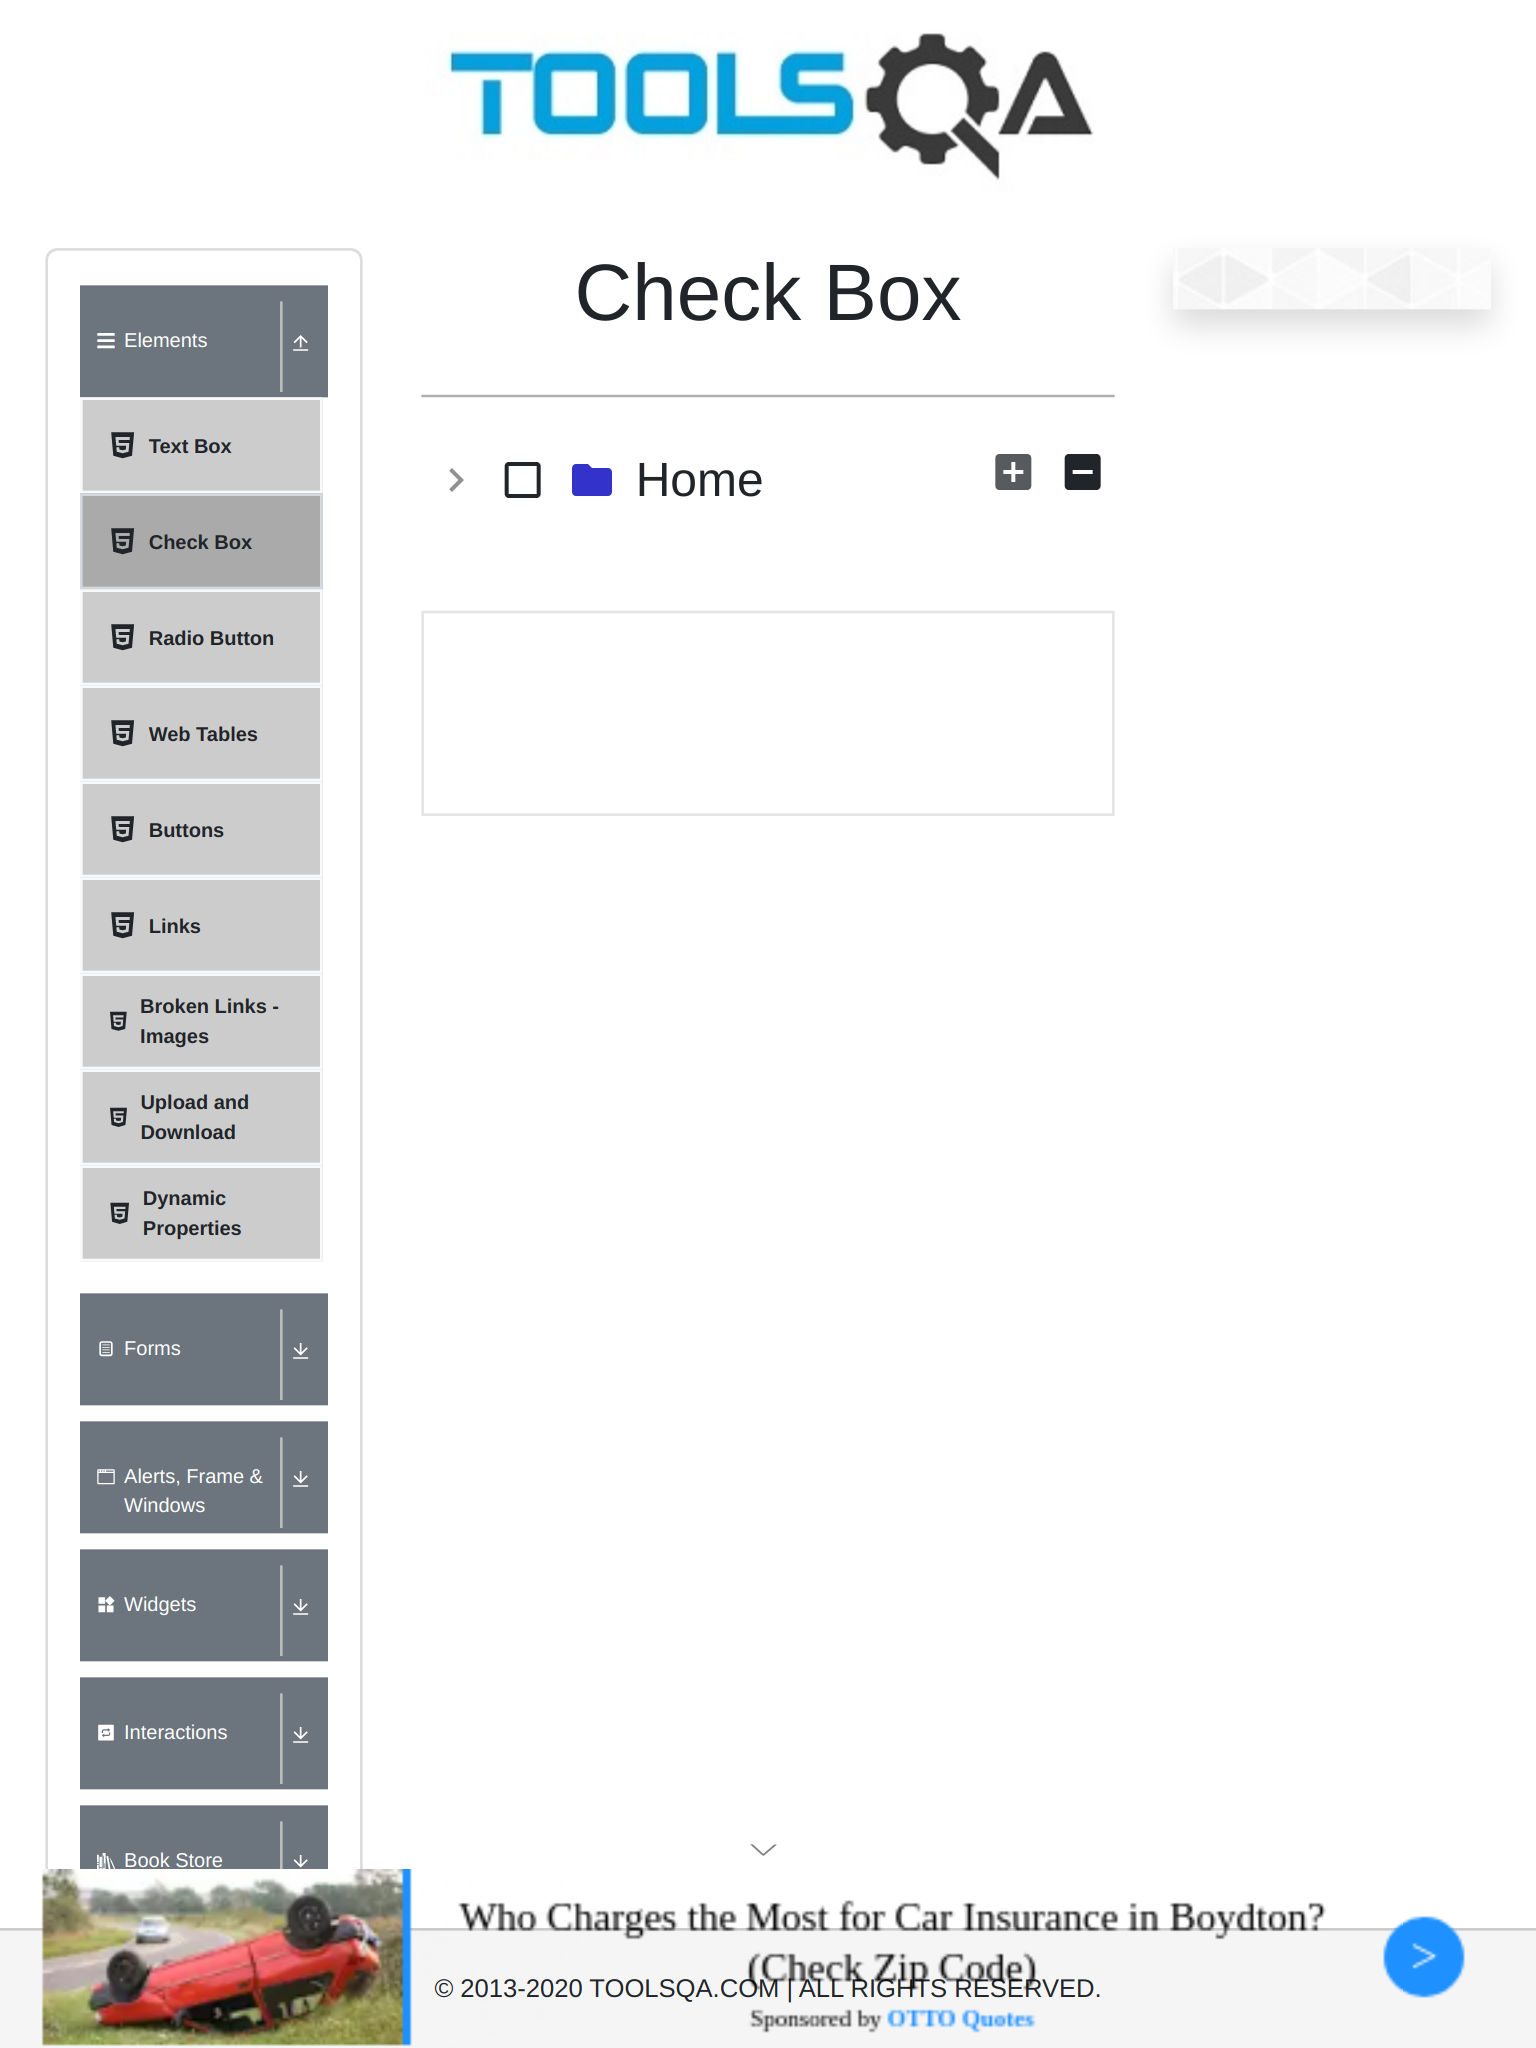 TOOLSQA
Check Box
Elements
Text Box
Check Box
Radio Button
Web Tables
Buttons
Links
Broken Links -
Images
Upload and
Download
Dynamic
Properties
Forms
Alerts, Frame &
Windows
Widgets
Interactions
Book Store
Home
Who Charges the Most for Car Insurance in Boydton?
(Check Zip Code)
© 2013-2020 TOOLSQA.COM | ALL RIGHTS RESERVED.
Sponsored by OTTO Quotes